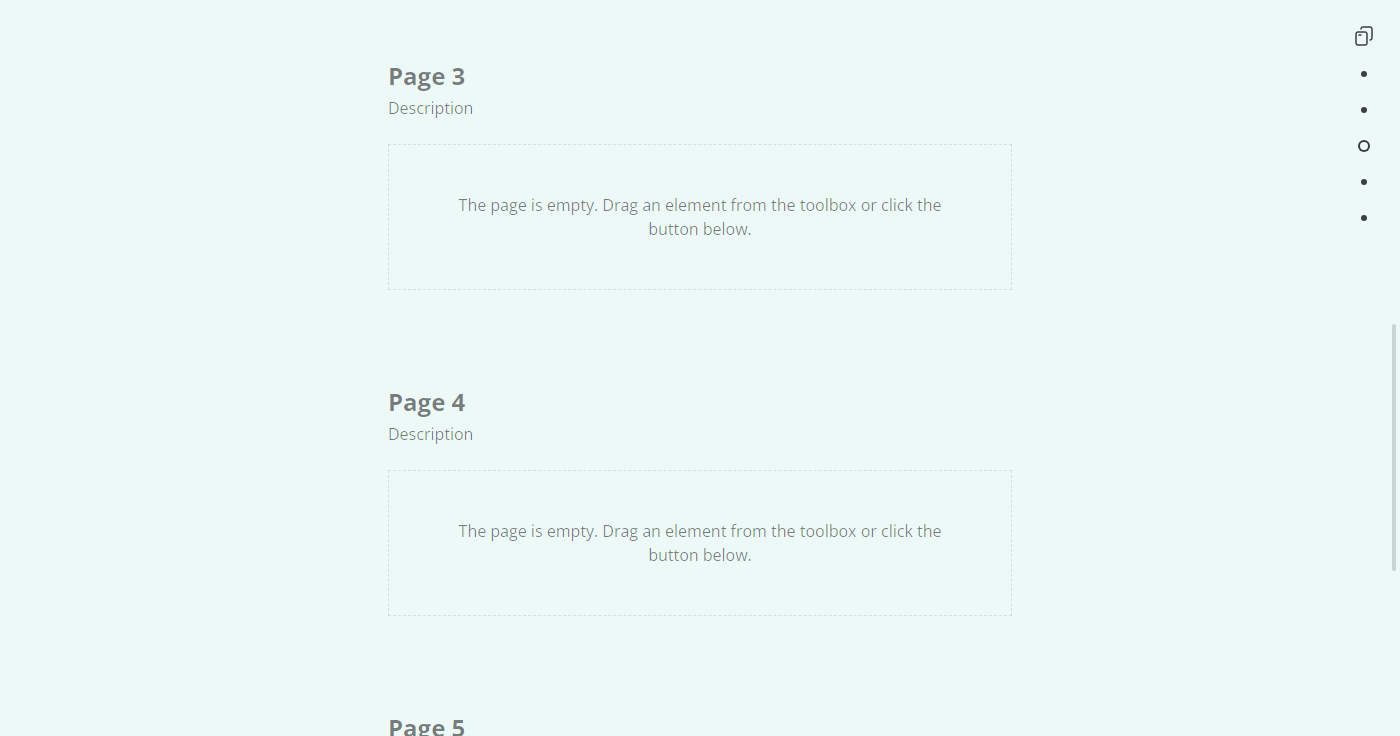 Page 3
Description
The page is empty. Drag an element from the toolbox or click the
button below.
Page 4
Description
The page is empty. Drag an element from the toolbox or click the
button below.
Page 5